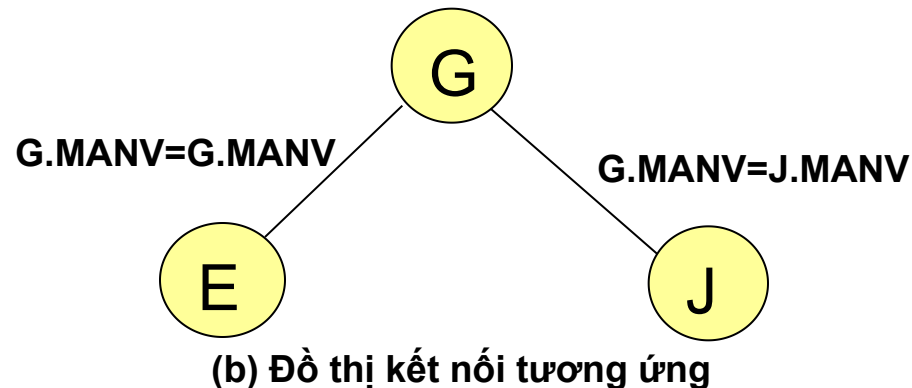 G
G.MANV=G.MANV
G.MANV=J.MANV
E
J
(b) Đồ thị kết nối tương ứng